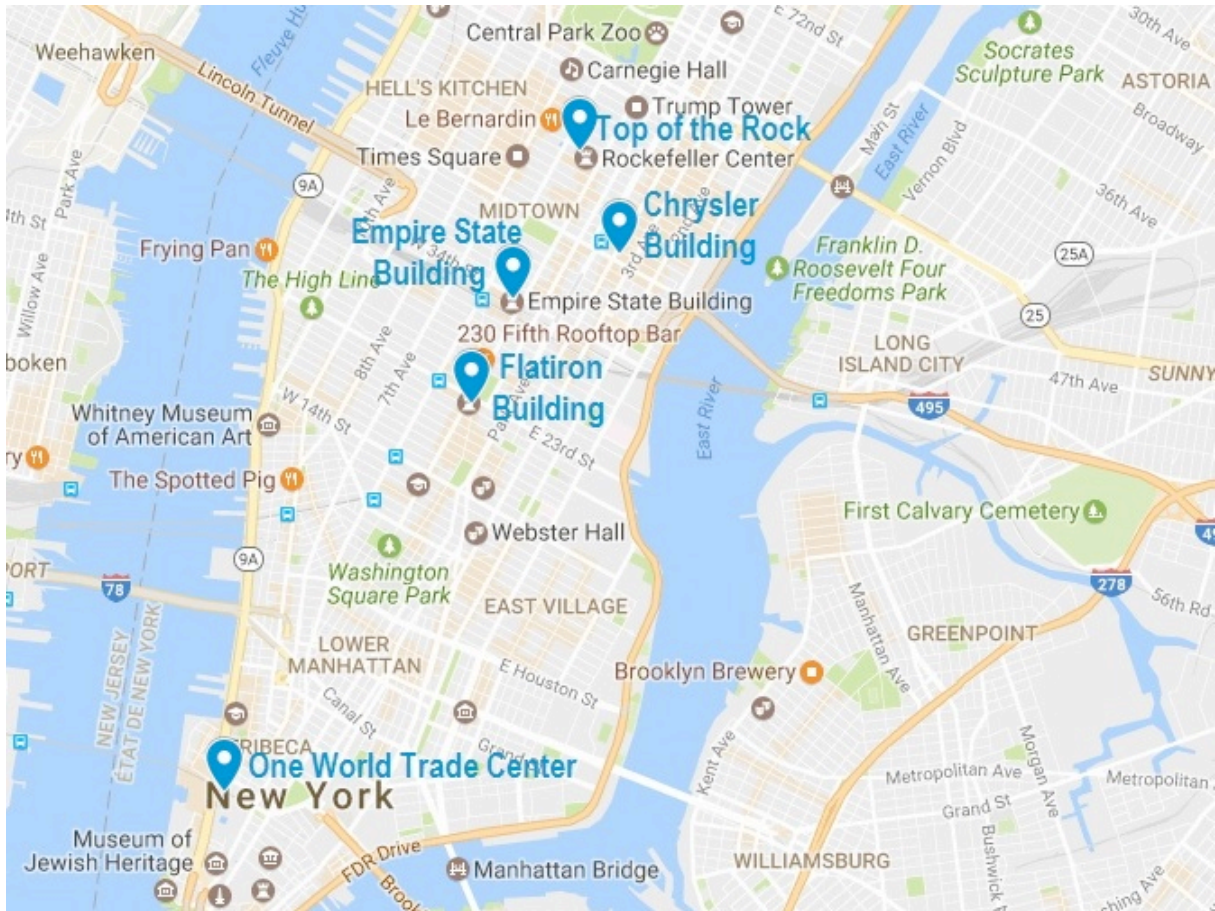 Weehawken
Fleuve Hu
Lincoln Tunnel
Park Ave
Willow Ave
Central Park Zoo
E 72nd St
Carnegie Hall
HELL'S KITCHEN
Le Bernardin
Trump Tower
Top of the Rock
Times Square
Rockefeller Center
Socrates
Sculpture Park
30th Ave
ASTORIA
Broadway
Main St
East River
Vernon Blvd
36th Ave
9A
MIDTOWN
Chrysler
Building
Empire State
Building
W 34th St
3rd Ave
Frying Pan
The High Line
Empire State Building
Franklin D.
Roosevelt Four
Freedoms Park
25A
25
230 Fifth Rooftop Bar
Flatiron
Building
8th Ave
7th Ave
LONG
ISLAND CITY
47th Ave
SUNNY
495
oboken
W 14th St
E 23rd St
East River
Whitney Museum
of American Art
The Spotted Pig
First Calvary Cemetery
Webster Hall
9A
78
Washington
Square Park
EAST VILLAGE
278
56th Rd
Manhattan Ave
GREENPOINT
PORT
NEW JERSEY
ÉTAT DE NEW YORK
LOWER
MANHATTAN
E Houston St
Canal St
Grand St
Brooklyn Brewery
TRIBECA
One World Trade Center
New York
Kent Ave
Metropolitan Ave
Metropolitan
Morgan Ave
Grand St
Bushwick
Museum of
Jewish Heritage
FDR Drive
Manhattan Bridge
WILLIAMSBURG